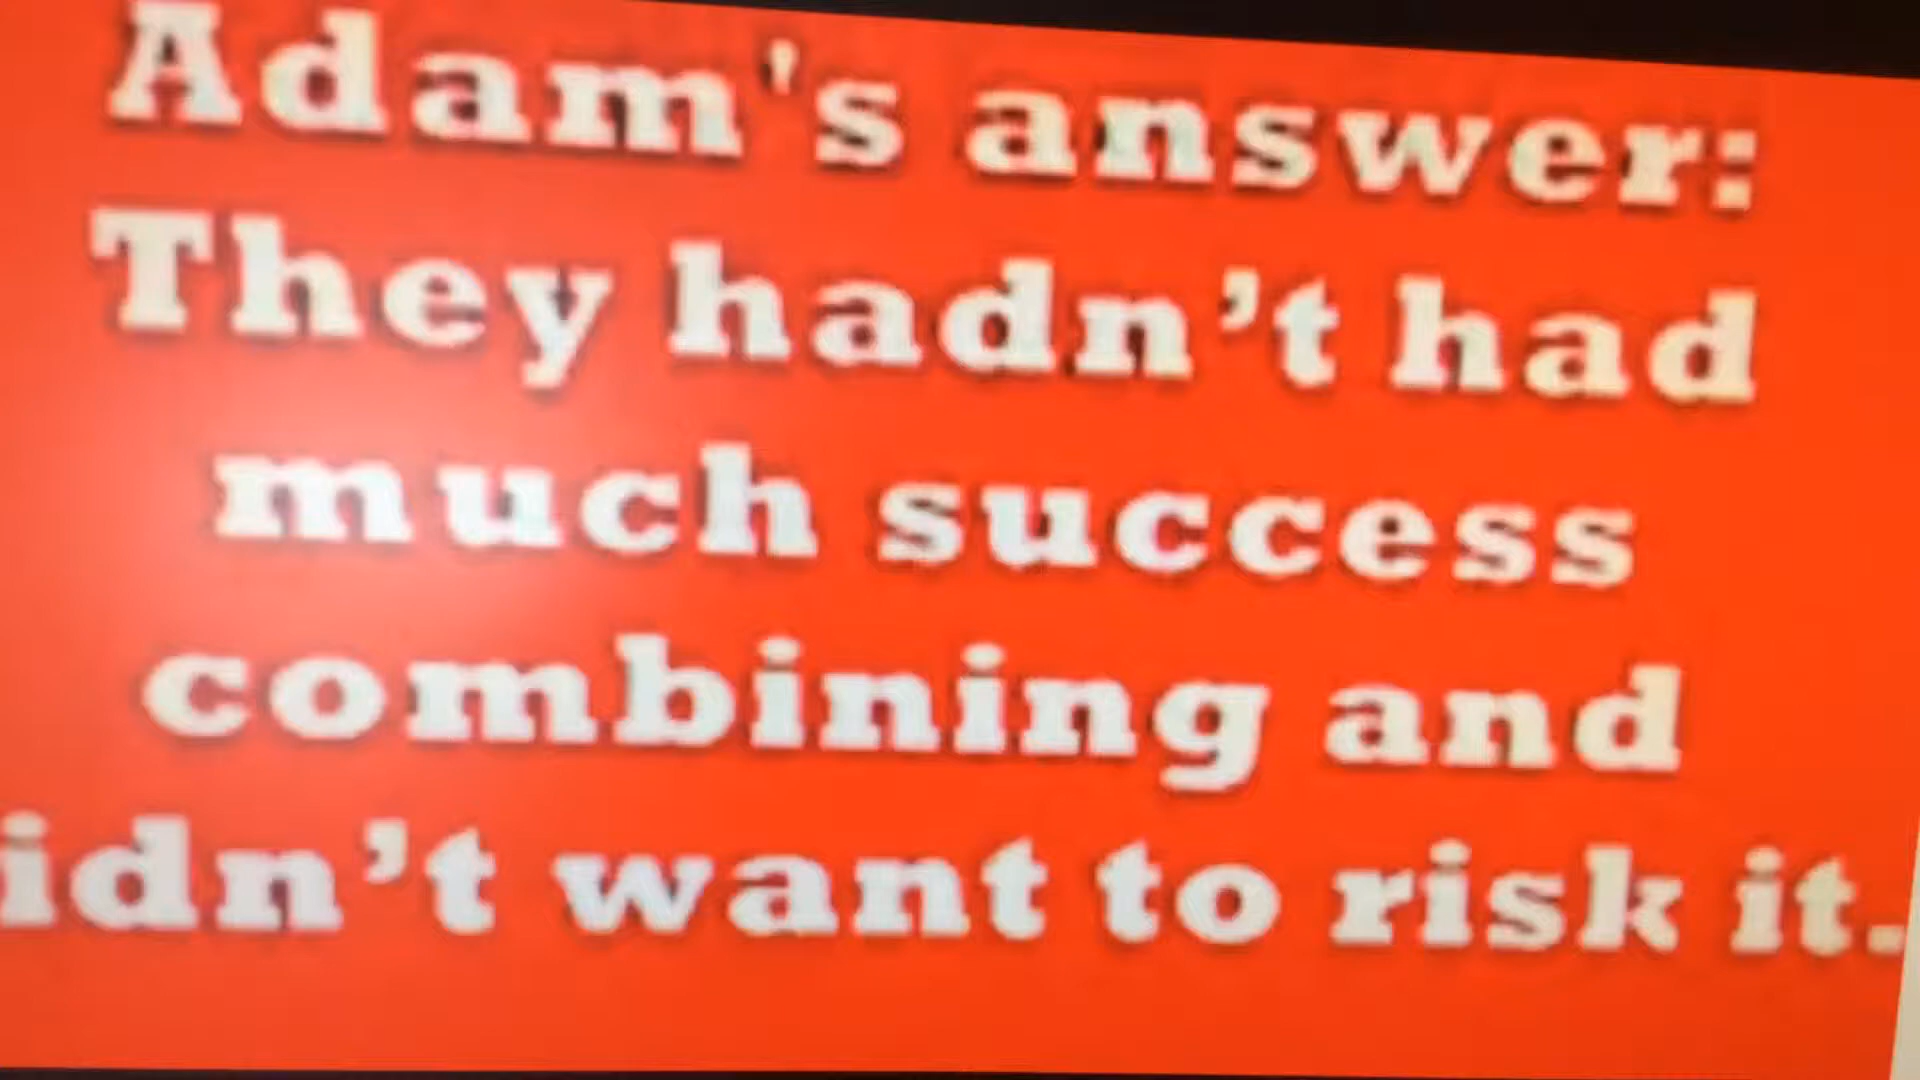 Adam's answer:
They hadn’t had
much success
combining and
idn’t want to risk it.